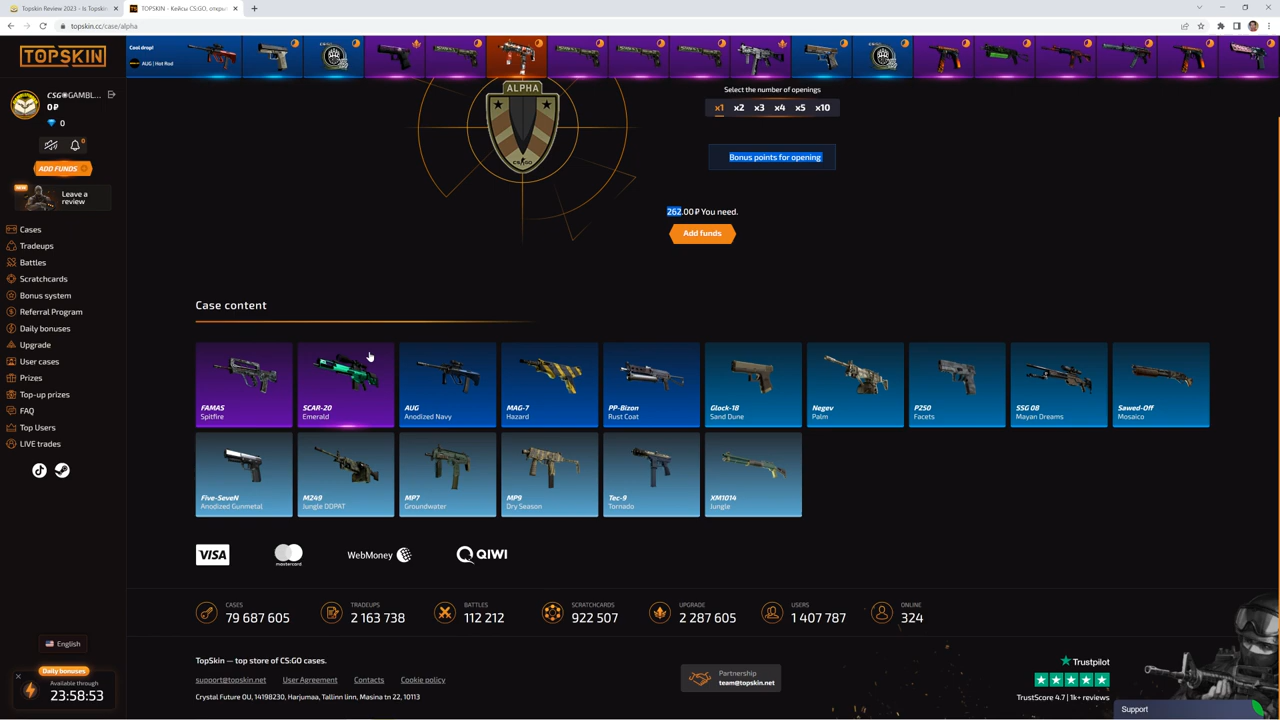 Topskin Review 2023 - Is Topskin
TOPSKIN - Кейсы CS:GO, откры
topskin.cc/case/alpha
TOPSKIN
Cool drop!
AUG | Hot Rod
CSG GAMBL...
0 ₽
0
0
ADD FUNDS
NEW
Leave a
review
Cases
Tradeups
Battles
Scratchcards
Bonus system
Referral Program
Daily bonuses
Upgrade
User cases
Prizes
Top-up prizes
FAQ
Top Users
LIVE trades
English
Daily bonuses
Available through
23:58:53
ALPHA
CS:GO
Select the number of openings
x1 x2 x3 x4 x5 x10
Bonus points for opening
262.00 ₽ You need.
Add funds
Case content
FAMAS
Spitfire
SCAR-20
Emerald
AUG
Anodized Navy
MAG-7
Hazard
PP-Bizon
Rust Coat
Glock-18
Sand Dune
Negev
Palm
P250
Facets
SSG 08
Mayan Dreams
Sawed-Off
Mosaico
Five-SeveN
Anodized Gunmetal
M249
Jungle DDPAT
MP7
Groundwater
MP9
Dry Season
Tec-9
Tornado
XM1014
Jungle
VISA
mastercard
WebMoney
QIWI
CASES
79 687 605
TRADEUPS
2 163 738
BATTLES
112 212
SCRATCHCARDS
922 507
UPGRADE
2 287 605
USERS
1 407 787
ONLINE
324
TopSkin — top store of CS:GO cases.
support@topskin.net User Agreement Contacts Cookie policy
Crystal Future OU, 14198230, Harjumaa, Tallinn linn, Masina tn 22, 10113
Partnership
team@topskin.net
Trustpilot
TrustScore 4.7 | 1k+ reviews
Support